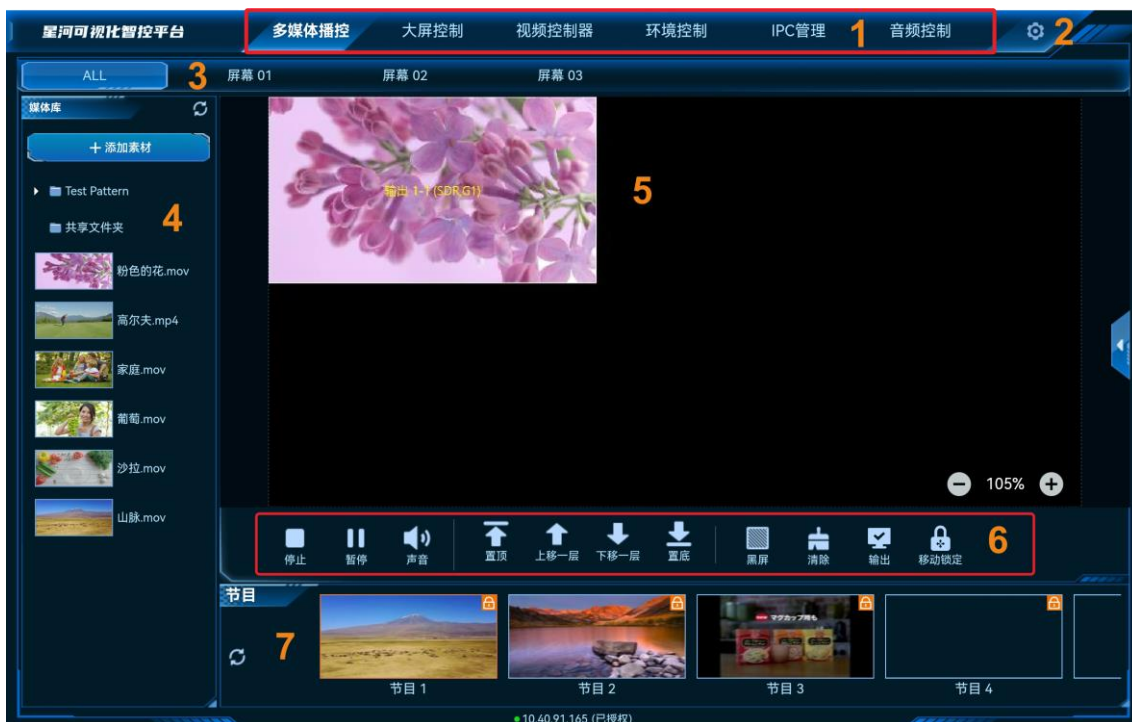 星河可视化智控平台
多媒体播控 大屏控制 视频控制器 环境控制 IPC管理 1 音频控制 2
ALL 3 屏幕 01 屏幕 02 屏幕 03
媒体库
+ 添加素材
Test Pattern
共享文件夹 4
粉色的花.mov
高尔夫.mp4
家庭.mov
葡萄.mov
沙拉.mov
山脉.mov
输出 1-1 (SDR,G1)
5
105%
停止 暂停 声音 置顶 上移一层 下移一层 置底 黑屏 清除 输出 移动锁定 6
节目
7
マグカップ用も
节目 1 节目 2 节目 3 节目 4
10.40.91.165 (已授权)